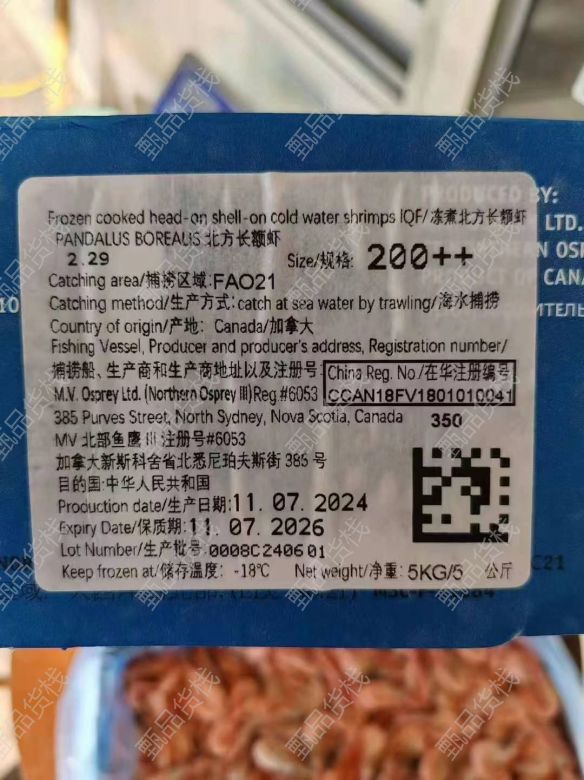 PRODUCED BY:
LTD.
OSP
CANA
ИТЕЛЬ
Frozen cooked head-on shell-on cold water shrimps IQF/冻煮北方长额虾
PANDALUS BOREALIS 北方长额虾
2.29
Size/规格: 200++
Catching area/捕捞区域:FAO21
Catching method/生产方式:catch at sea water by trawling/海水捕捞
Country of origin/产地: Canada/加拿大
Fishing Vessel, Producer and producer's address, Registration number/
捕捞船、生产商和生产商地址以及注册号
China Reg. No./在华注册编号
M.V. Osprey Ltd. (Northern Osprey III)Reg.#6053
CCAN18FV1801010041
385 Purves Street, North Sydney, Nova Scotia, Canada
350
MV 北部鱼鹰 III 注册号#6053
加拿大新斯科舍省北悉尼珀夫斯街 385 号
目的国:中华人民共和国
Production date/生产日期:11.07.2024
Expiry Date/保质期:11.07.2026
Lot Number/生产批号:0008C240601
Keep frozen at/储存温度: -18℃ Net weight/净重:5KG/5 公斤
C21
甄品货栈